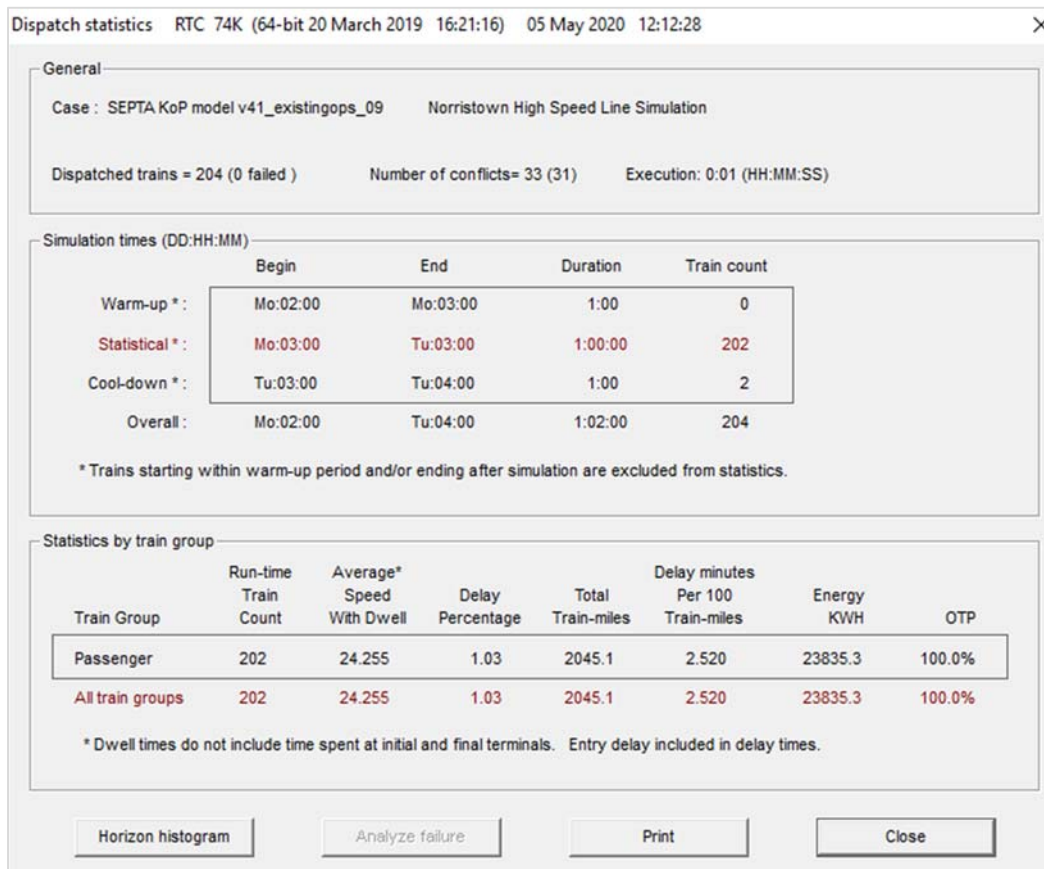 Dispatch statistics RTC 74K (64-bit 20 March 2019 16:21:16) 05 May 2020 12:12:28
General
Case : SEPTA KoP model v41_existingops_09 Norristown High Speed Line Simulation
Dispatched trains = 204 (0 failed ) Number of conflicts= 33 (31) Execution: 0:01 (HH:MM:SS)
Simulation times (DD:HH:MM)
Begin End Duration Train count
Warm-up * : Mo:02:00 Mo:03:00 1:00 0
Statistical * : Mo:03:00 Tu:03:00 1:00:00 202
Cool-down * : Tu:03:00 Tu:04:00 1:00 2
Overall : Mo:02:00 Tu:04:00 1:02:00 204
* Trains starting within warm-up period and/or ending after simulation are excluded from statistics.
Statistics by train group
Run-time Average* Delay minutes
Train Speed Delay Total Per 100 Energy
Train Group Count With Dwell Percentage Train-miles Train-miles KWH OTP
Passenger 202 24.255 1.03 2045.1 2.520 23835.3 100.0%
All train groups 202 24.255 1.03 2045.1 2.520 23835.3 100.0%
* Dwell times do not include time spent at initial and final terminals. Entry delay included in delay times.
Horizon histogram Analyze failure Print Close